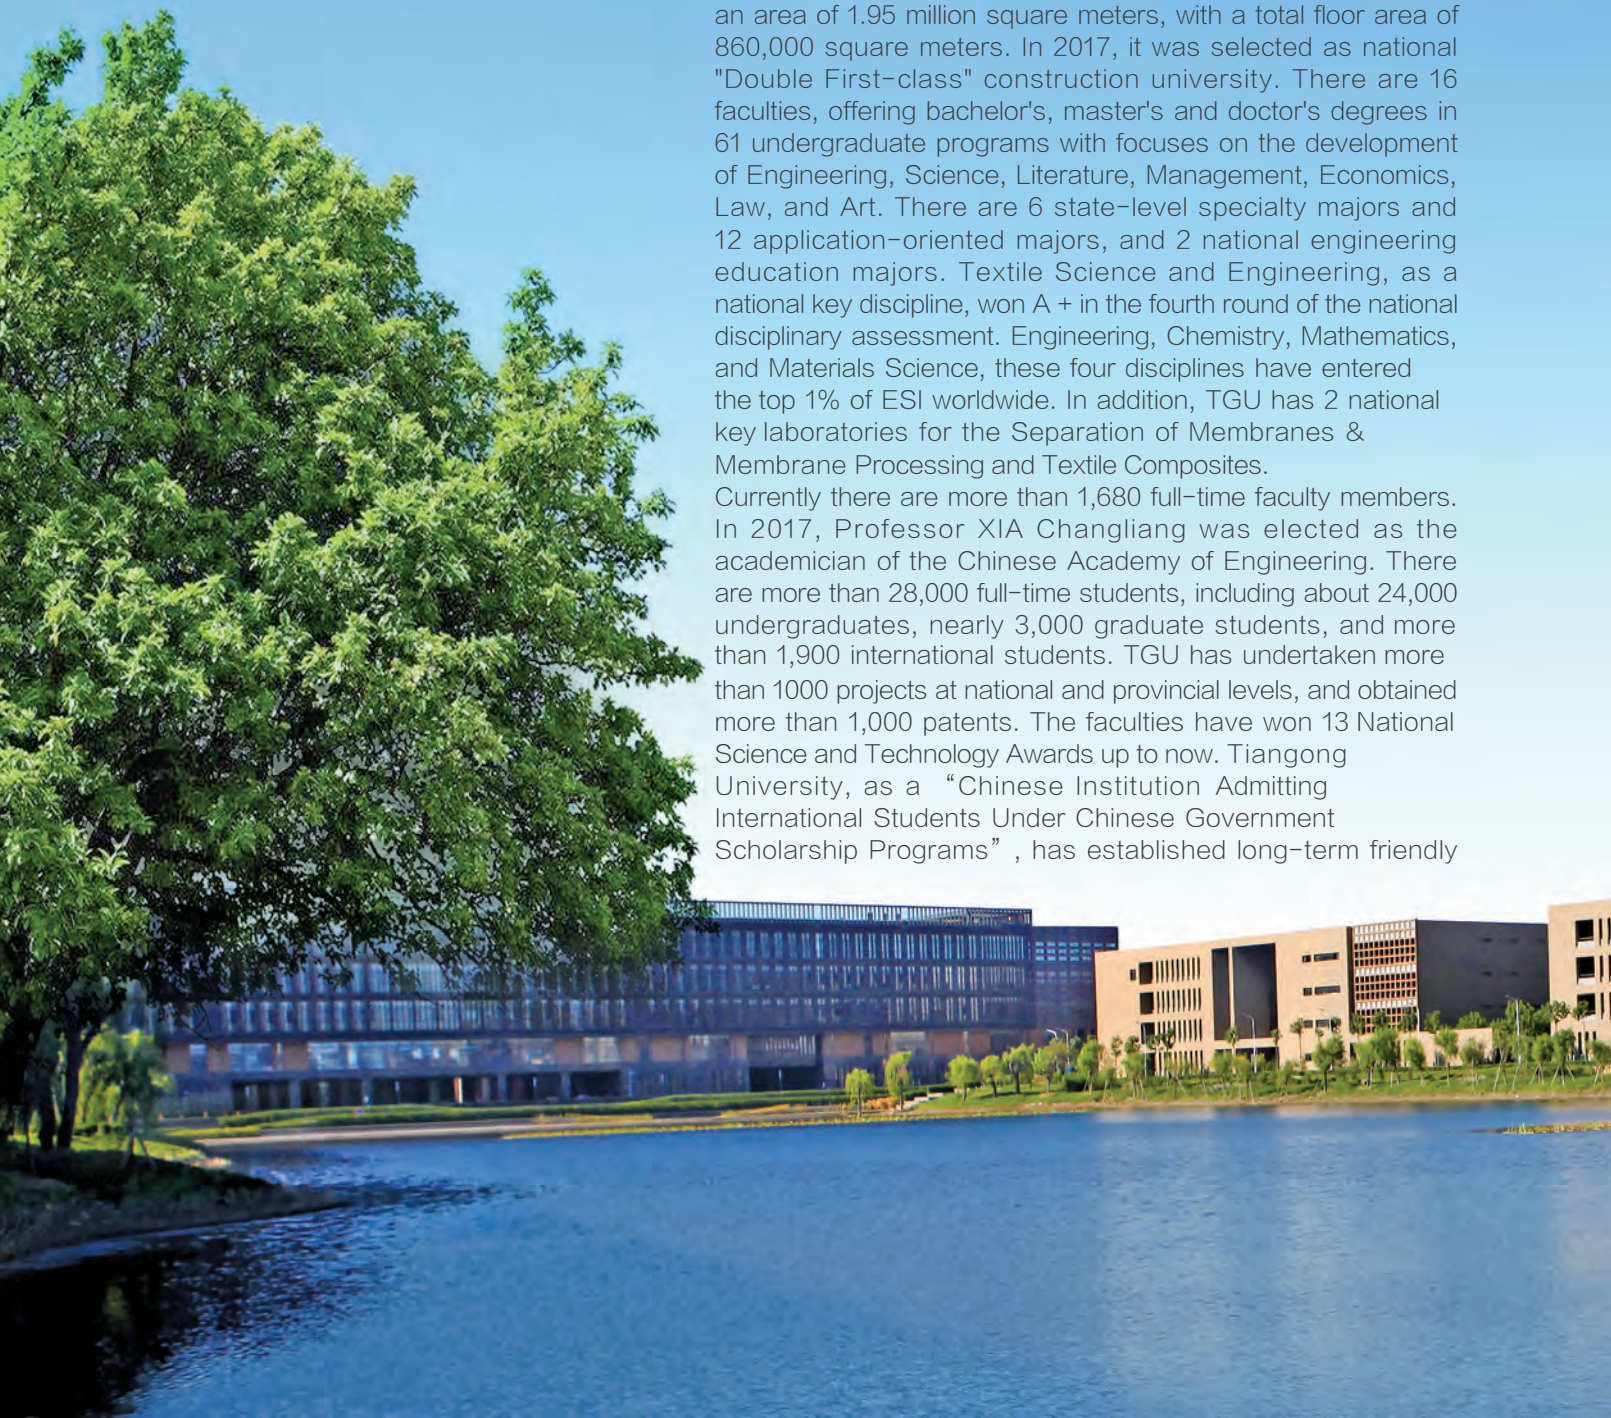 an area of 1.95 million square meters, with a total floor area of
860,000 square meters. In 2017, it was selected as national
"Double First-class" construction university. There are 16
faculties, offering bachelor's, master's and doctor's degrees in
61 undergraduate programs with focuses on the development
of Engineering, Science, Literature, Management, Economics,
Law, and Art. There are 6 state-level specialty majors and
12 application-oriented majors, and 2 national engineering
education majors. Textile Science and Engineering, as a
national key discipline, won A + in the fourth round of the national
disciplinary assessment. Engineering, Chemistry, Mathematics,
and Materials Science, these four disciplines have entered
the top 1% of ESI worldwide. In addition, TGU has 2 national
key laboratories for the Separation of Membranes &
Membrane Processing and Textile Composites.
Currently there are more than 1,680 full-time faculty members.
In 2017, Professor XIA Changliang was elected as the
academician of the Chinese Academy of Engineering. There
are more than 28,000 full-time students, including about 24,000
undergraduates, nearly 3,000 graduate students, and more
than 1,900 international students. TGU has undertaken more
than 1000 projects at national and provincial levels, and obtained
more than 1,000 patents. The faculties have won 13 National
Science and Technology Awards up to now. Tiangong
University, as a “Chinese Institution Admitting
International Students Under Chinese Government
Scholarship Programs”, has established long-term friendly